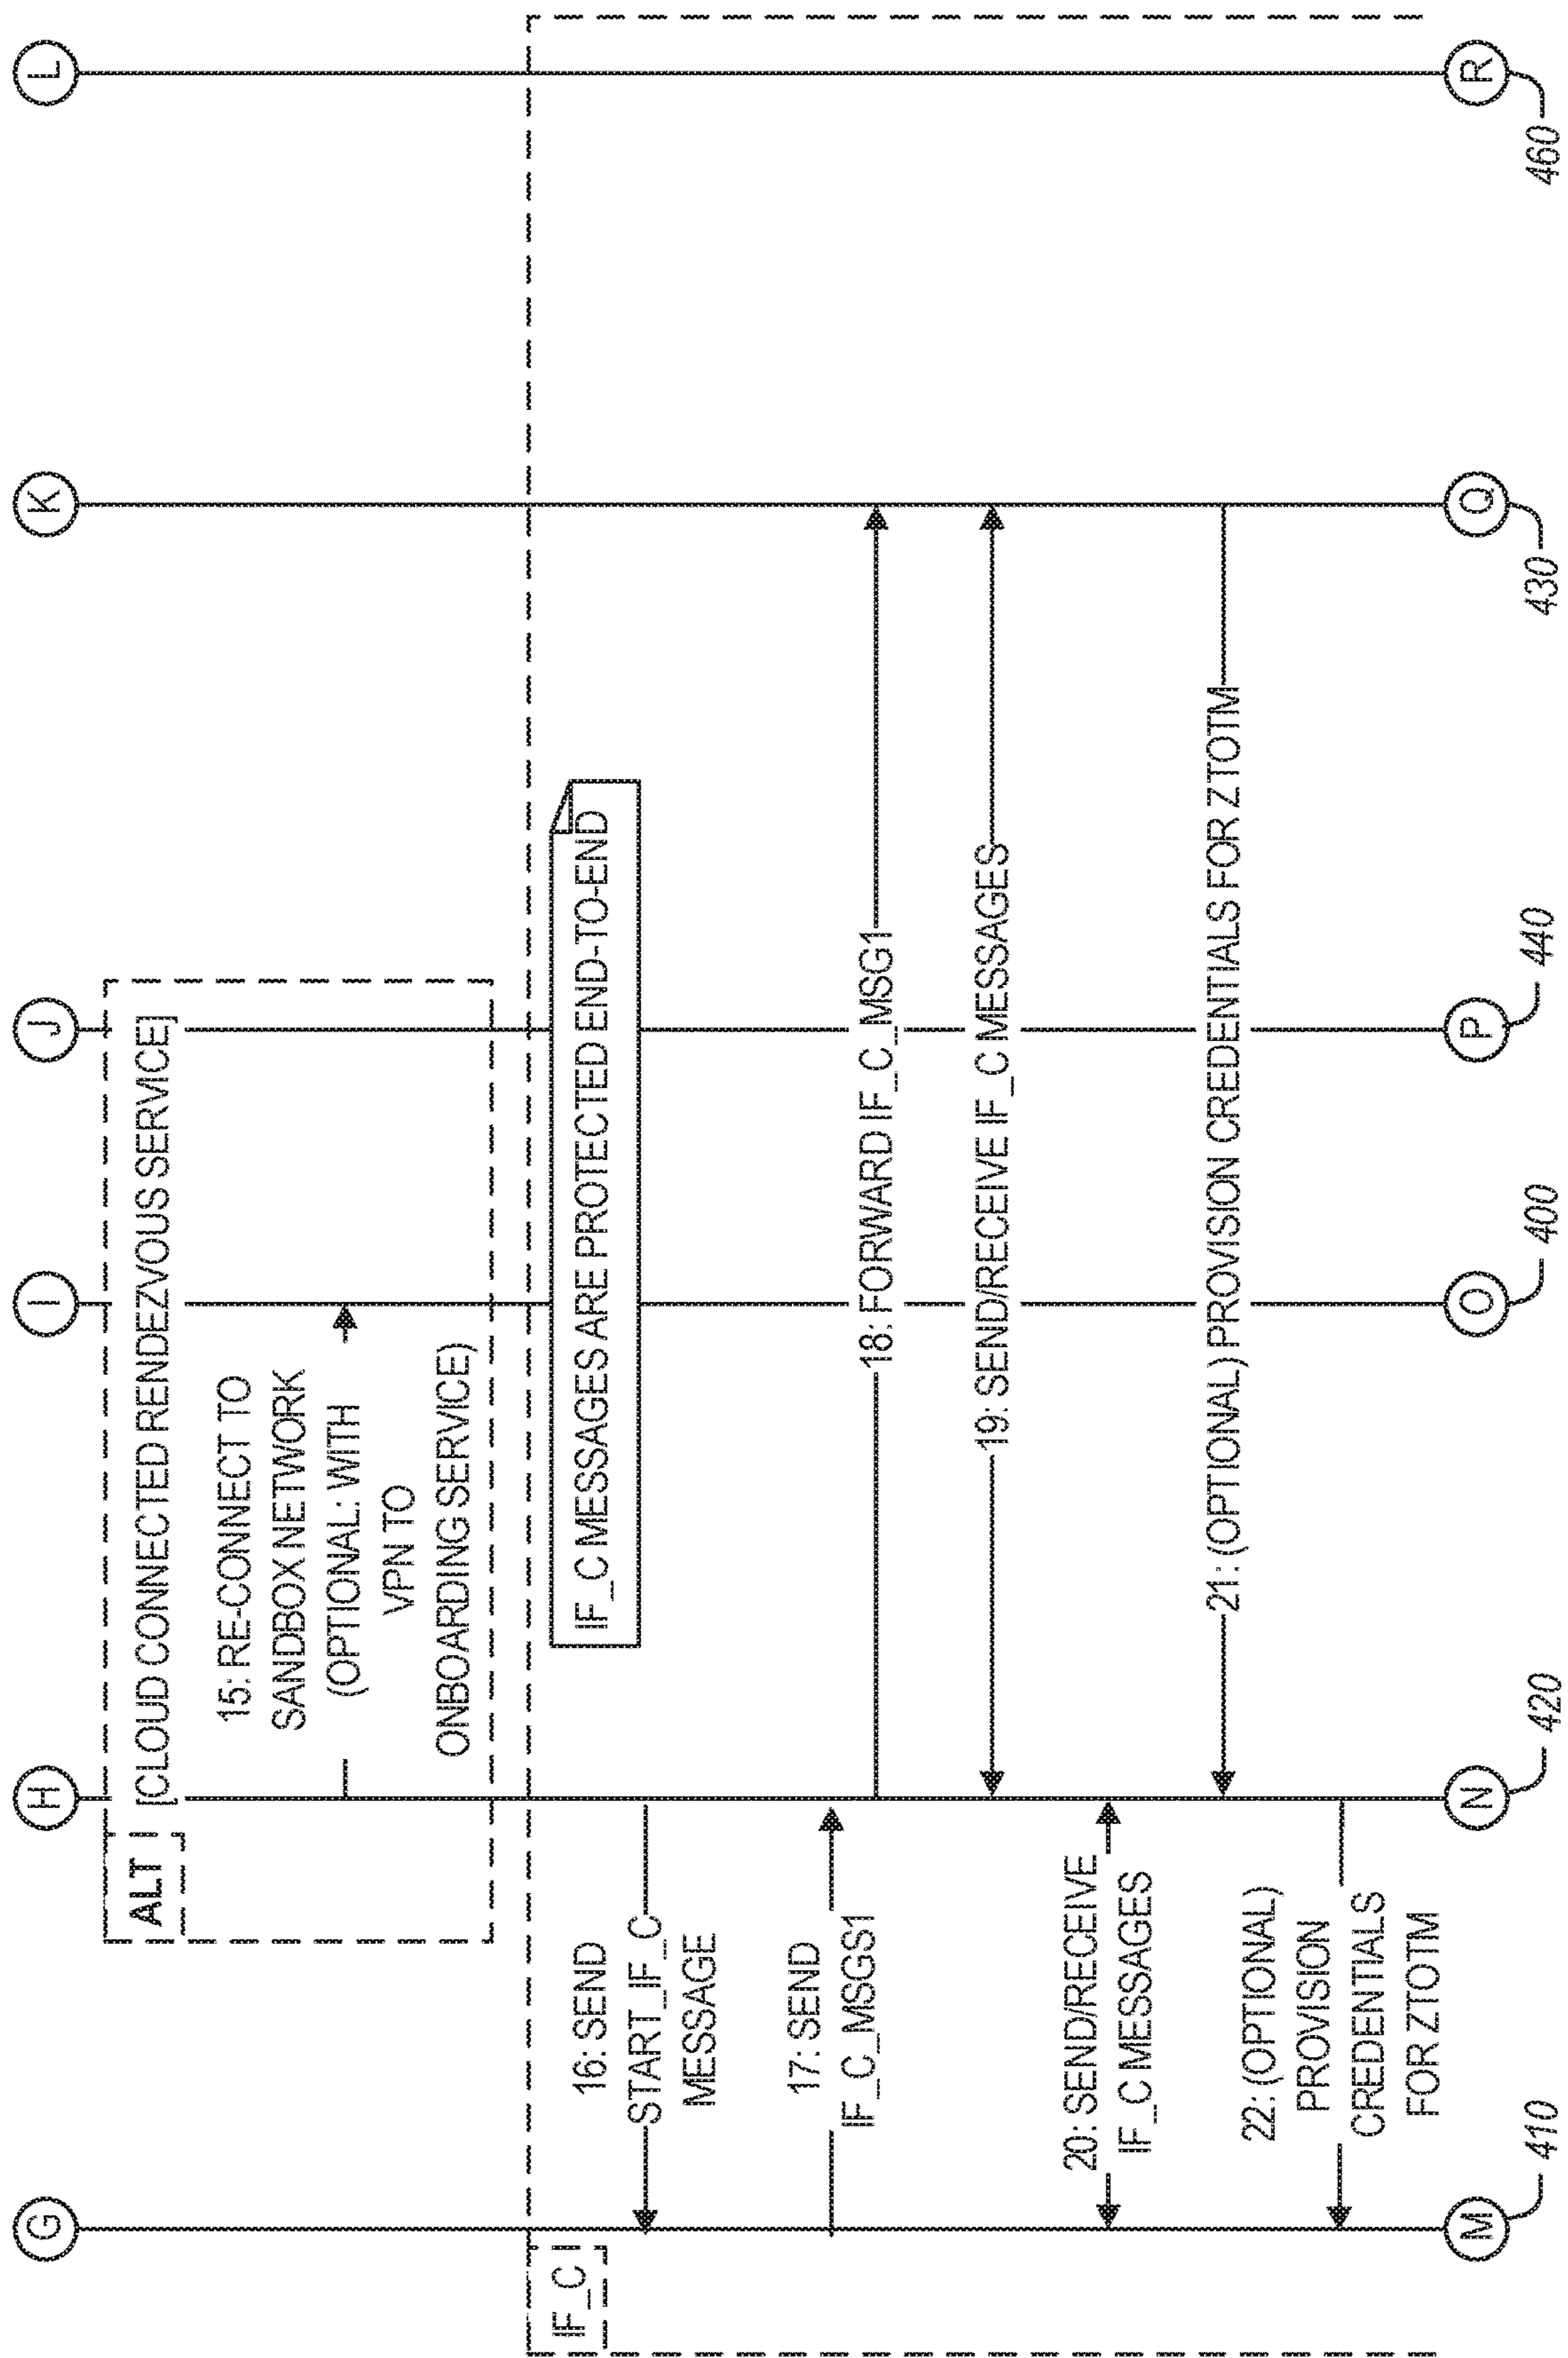 G
H
I
J
K
L
ALT
[CLOUD CONNECTED RENDEZVOUS SERVICE]
15: RE-CONNECT TO
SANDBOX NETWORK
(OPTIONAL: WITH
VPN TO
ONBOARDING SERVICE)
IF_C
IF_C MESSAGES ARE PROTECTED END-TO-END
16: SEND
START_IF_C
MESSAGE
17: SEND
IF_C_MSGS1
18: FORWARD IF_C_MSG1
19: SEND/RECEIVE IF_C MESSAGES
20: SEND/RECEIVE
IF_C MESSAGES
21: (OPTIONAL) PROVISION CREDENTIALS FOR ZTOTM
22: (OPTIONAL)
PROVISION
CREDENTIALS
FOR ZTOTM
M
N
O
P
Q
R
410
420
400
440
430
460